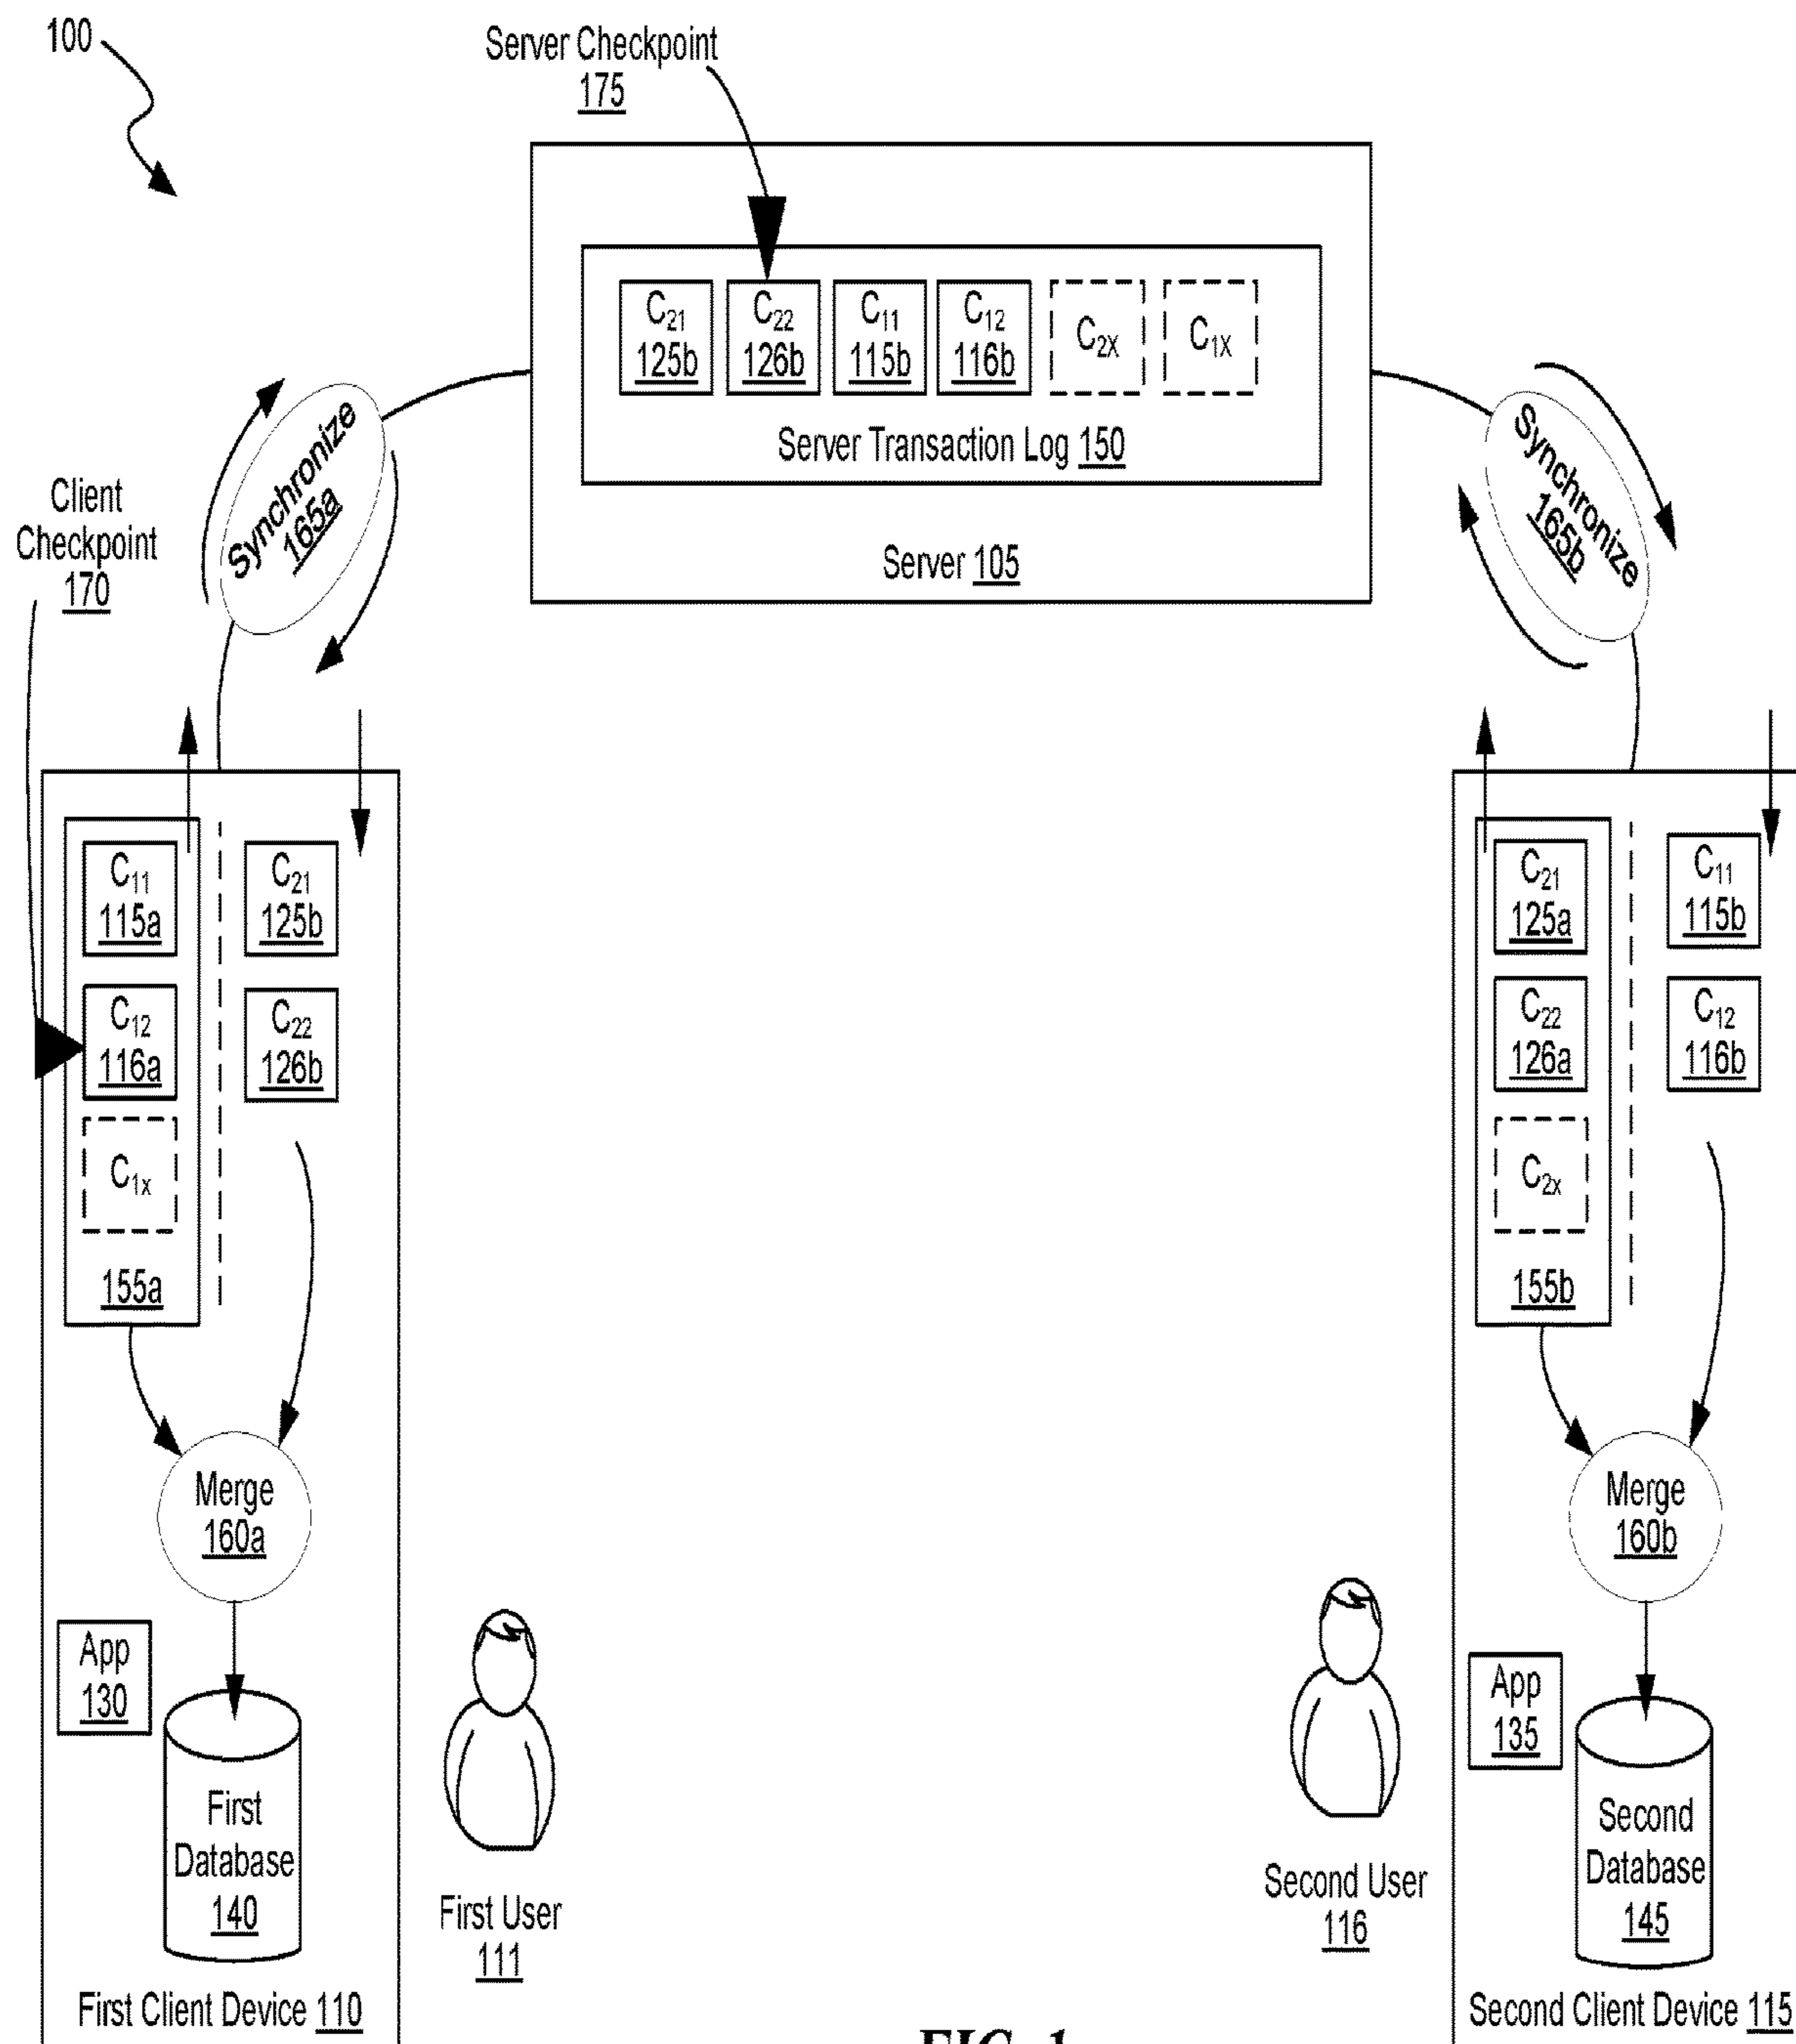 100
Server Checkpoint
175
C21
125b
C22
126b
C11
115b
C12
116b
C2X
C1X
Server Transaction Log 150
Server 105
Synchronize
165a
Synchronize
165b
Client
Checkpoint
170
C11
115a
C21
125b
C12
116a
C22
126b
C1x
155a
Merge
160a
App
130
First
Database
140
First Client Device 110
First User
111
Second User
116
C21
125a
C11
115b
C22
126a
C12
116b
C2x
155b
Merge
160b
App
135
Second
Database
145
Second Client Device 115
FIG. 1